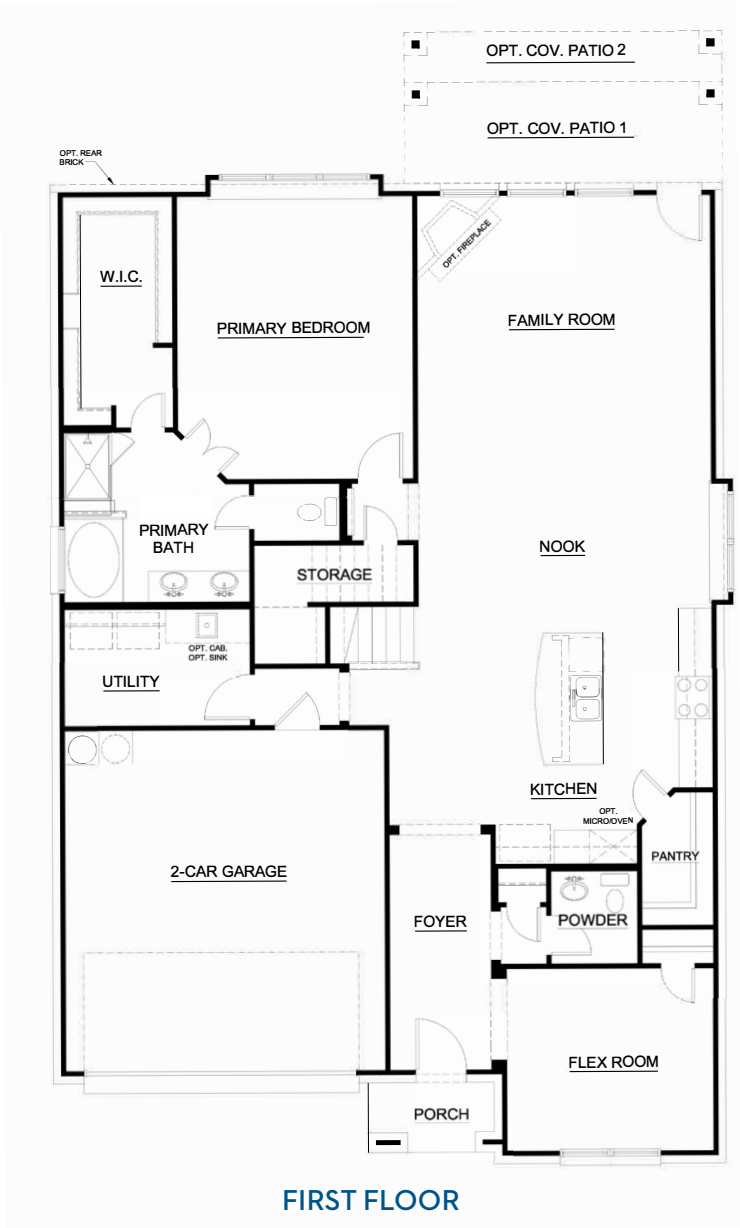 OPT. COV. PATIO 2
OPT. COV. PATIO 1
OPT. REAR
BRICK
OPT. FIREPLACE
W.I.C.
FAMILY ROOM
PRIMARY BEDROOM
PRIMARY
BATH
NOOK
STORAGE
OPT. CAB.
OPT. SINK
UTILITY
KITCHEN
OPT.
MICRO/OVEN
PANTRY
2-CAR GARAGE
FOYER
POWDER
FLEX ROOM
PORCH
FIRST FLOOR